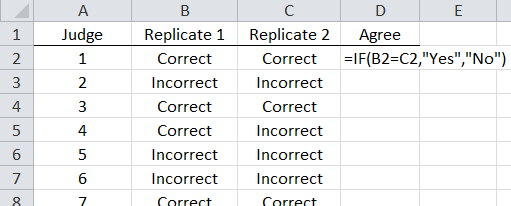 A B C D E
1 Judge Replicate 1 Replicate 2 Agree
2 1 Correct Correct =IF(B2=C2,"Yes","No")
3 2 Incorrect Incorrect
4 3 Correct Correct
5 4 Correct Incorrect
6 5 Incorrect Incorrect
7 6 Incorrect Incorrect
8 7 Correct Correct